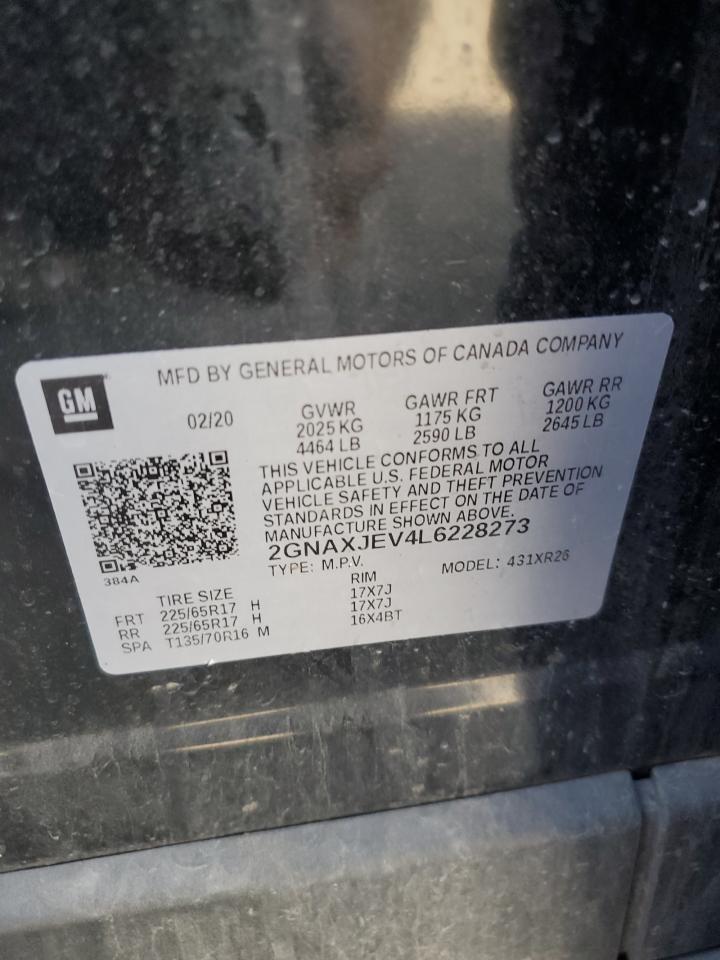 MFD BY GENERAL MOTORS OF CANADA COMPANY
GM
02/20
GVWR
2025 KG
4464 LB
GAWR FRT
1175 KG
2590 LB
GAWR RR
1200 KG
2645 LB
THIS VEHICLE CONFORMS TO ALL
APPLICABLE U.S. FEDERAL MOTOR
VEHICLE SAFETY AND THEFT PREVENTION
STANDARDS IN EFFECT ON THE DATE OF
MANUFACTURE SHOWN ABOVE.
2GNAXJEV4L6228273
TYPE: M.P.V. MODEL: 431XR26
384A
TIRE SIZE RIM
FRT 225/65R17 H 17X7J
RR 225/65R17 H 17X7J
SPA T135/70R16 M 16X4BT